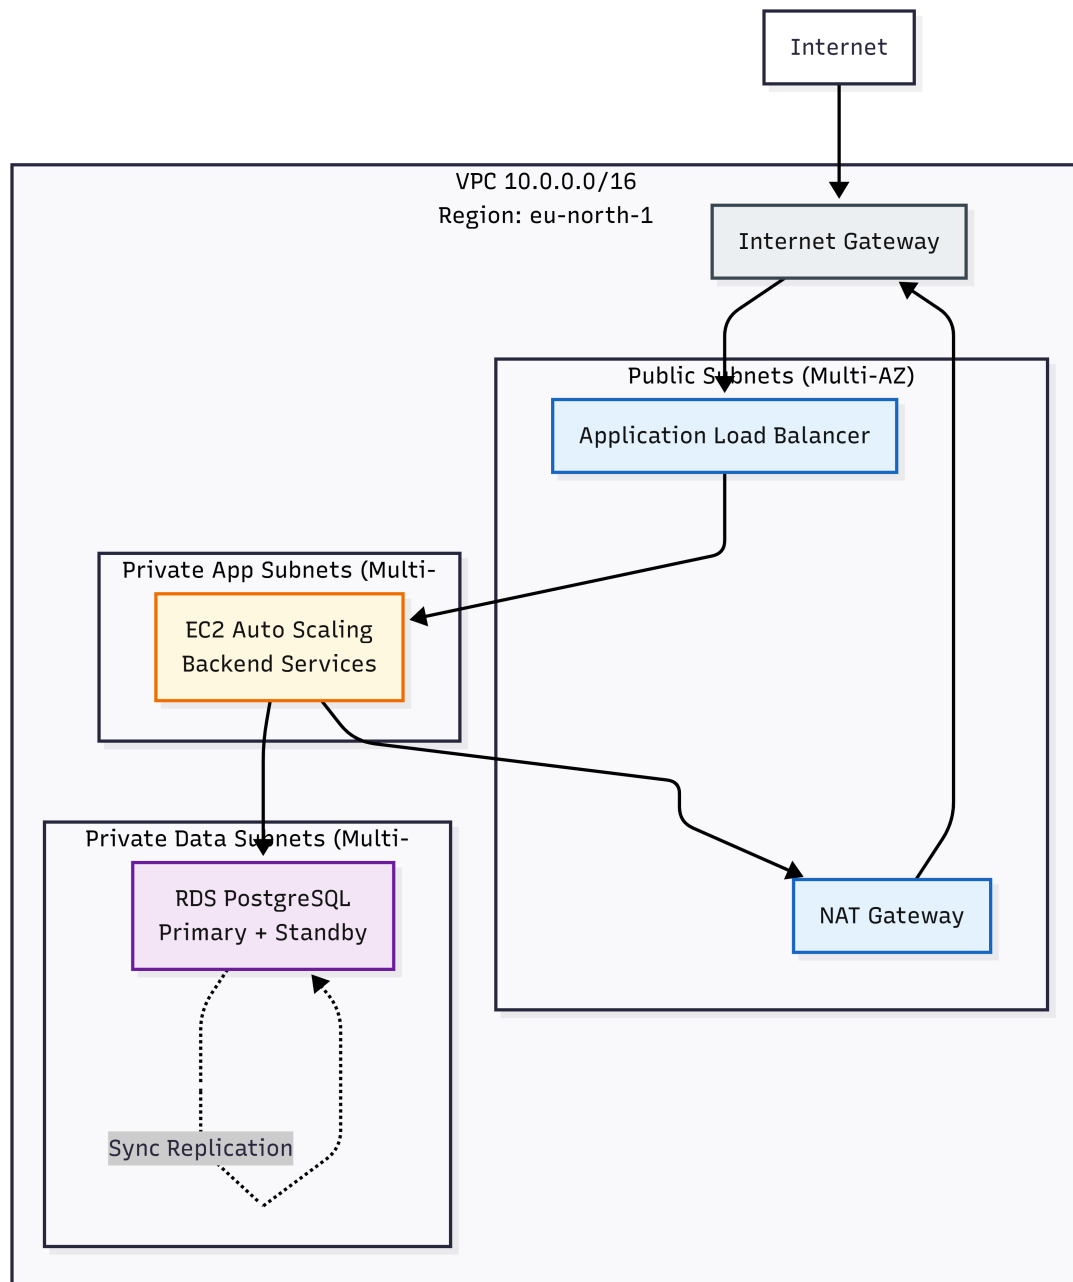 Internet
VPC 10.0.0.0/16
Region: eu-north-1
Internet Gateway
Public Subnets (Multi-AZ)
Application Load Balancer
Private App Subnets (Multi-
EC2 Auto Scaling
Backend Services
Private Data Subnets (Multi-
RDS PostgreSQL
Primary + Standby
NAT Gateway
Sync Replication